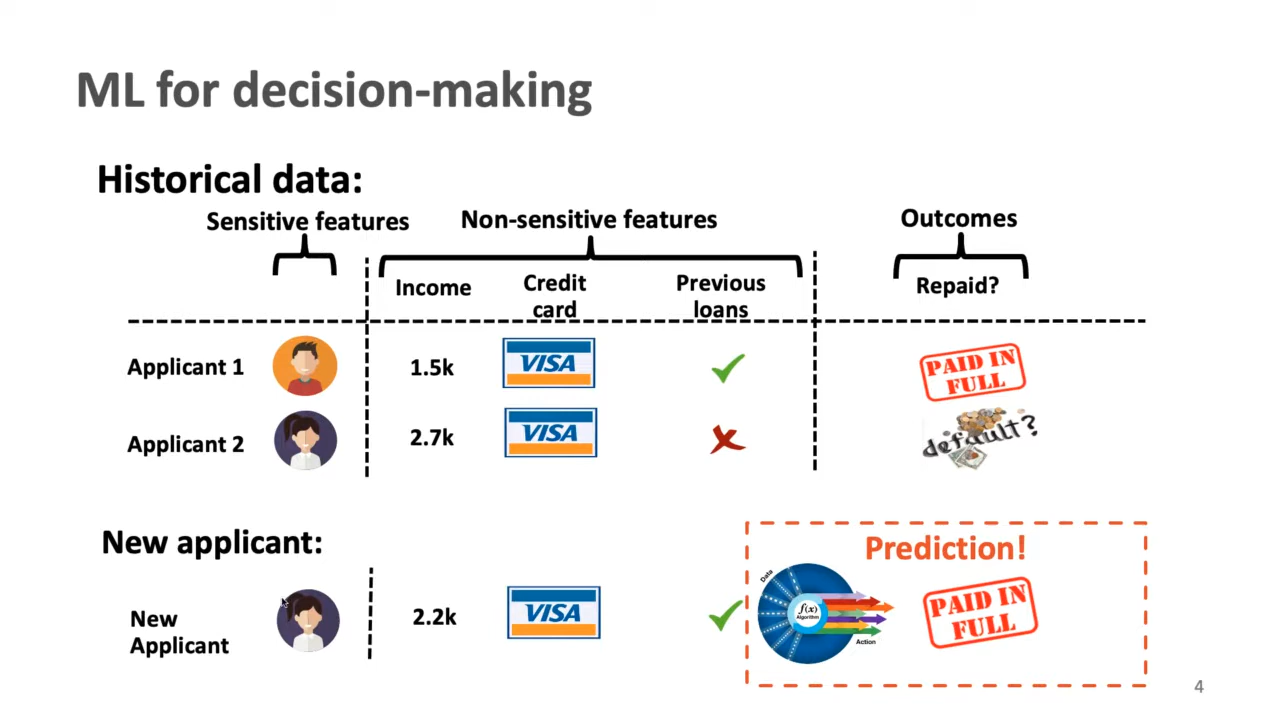 ML for decision-making
Historical data:
Sensitive features
Non-sensitive features
Outcomes
Income
Credit
card
Previous
loans
Repaid?
Applicant 1
1.5k
VISA
PAID IN
FULL
Applicant 2
2.7k
VISA
default?
New applicant:
Prediction!
New
Applicant
2.2k
VISA
Data
f(x)
Algorithm
Action
PAID IN
FULL
4